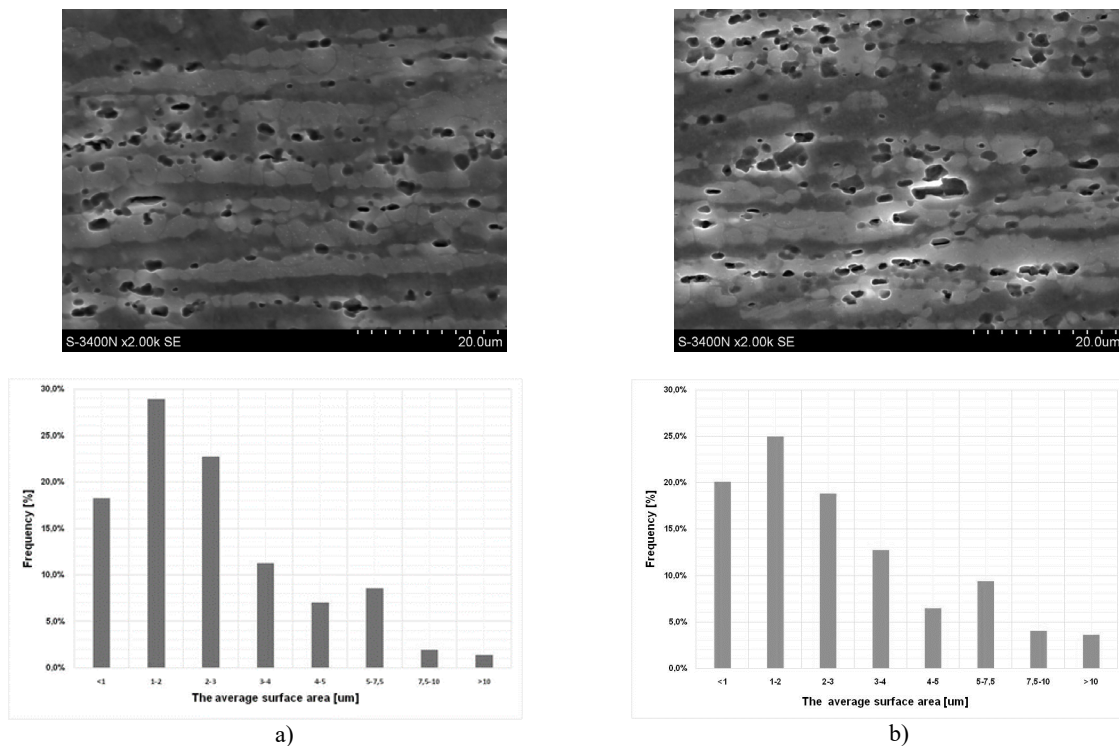 S-3400N x2.00k SE 20.0um
S-3400N x2.00k SE 20.0um
30,0%
25,0%
20,0%
15,0%
10,0%
5,0%
0,0%
Frequency [%]
<1 1-2 2-3 3-4 4-5 5-7,5 7,5-10 >10
The average surface area [um]
a)
30,0%
25,0%
20,0%
15,0%
10,0%
5,0%
0,0%
Frequency [%]
<1 1-2 2-3 3-4 4-5 5-7,5 7,5-10 >10
The average surface area [um]
b)